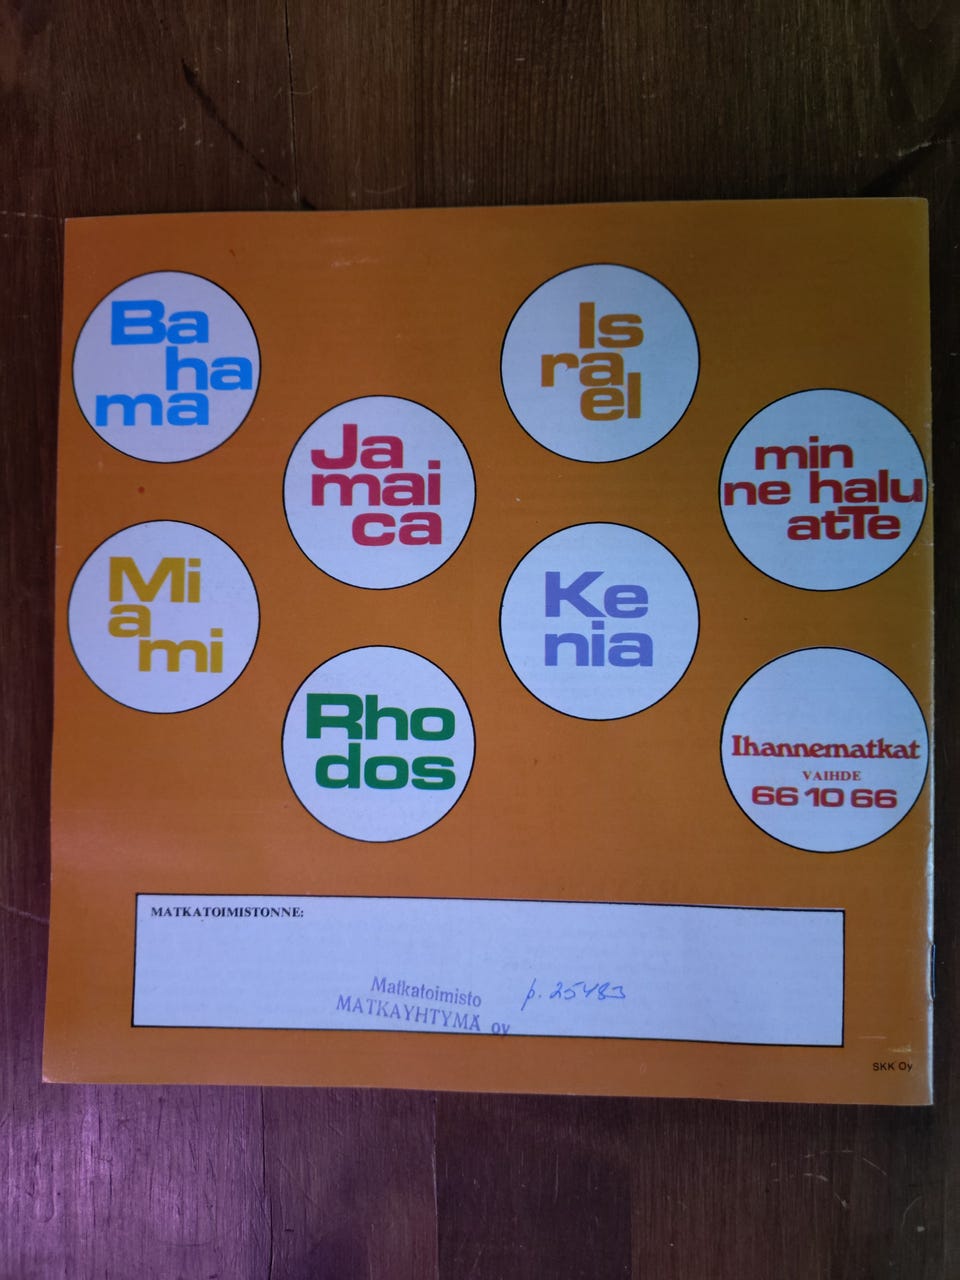 Ba
ha
ma
Is
ra
el
Ja
mai
ca
min
ne halu
atTe
Mi
a
mi
Ke
nia
Rho
dos
Ihannematkat
VAIHDE
66 10 66
MATKATOIMISTONNE:
Matkatoimisto
MATKAYHTYMÄ oy
p. 25483
SKK Oy